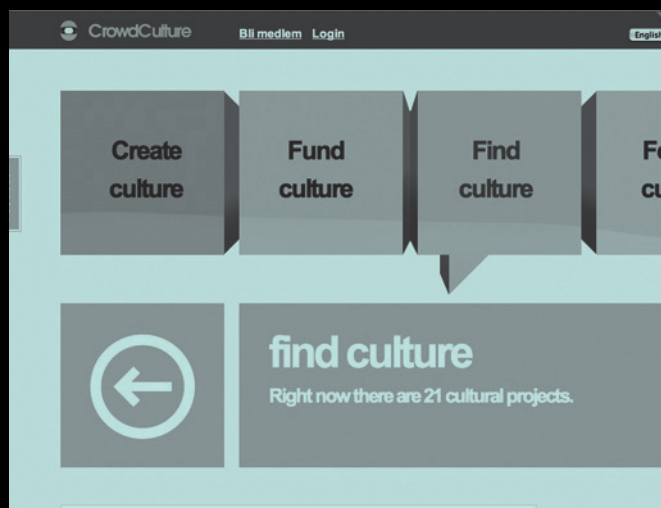 CrowdCulture Bli medlem Login English
Create Fund Find
culture culture culture
find culture
Right now there are 21 cultural projects.